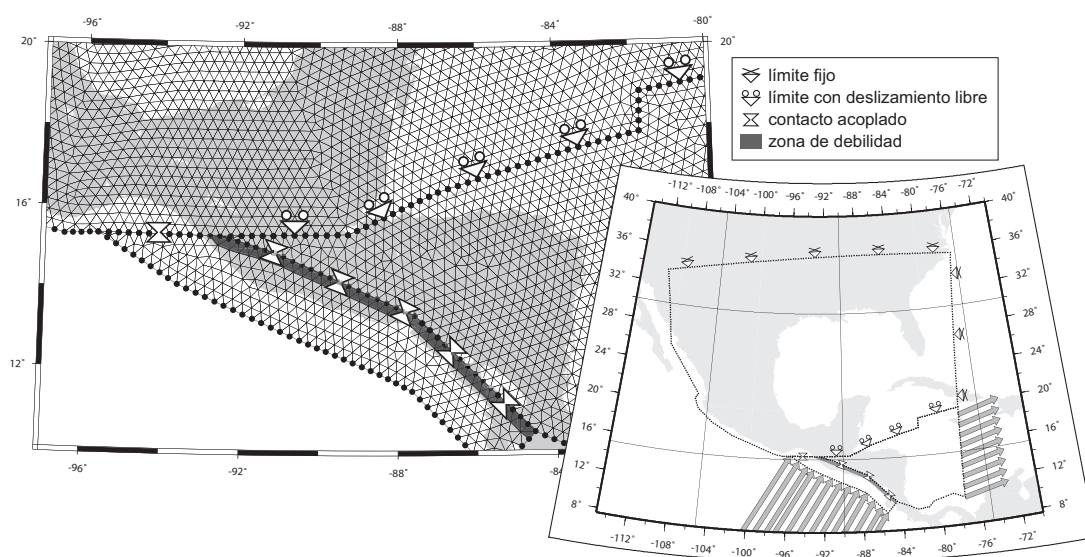 -96˚ -92˚ -88˚ -84˚ -80˚
20˚ 20˚
límite fijo
límite con deslizamiento libre
contacto acoplado
zona de debilidad
16˚
12˚
-96˚ -92˚ -88˚ -84˚
-112˚ -108˚ -104˚ -100˚ -96˚ -92˚ -88˚ -84˚ -80˚ -76˚ -72˚
40˚ 40˚
36˚ 36˚
32˚ 32˚
28˚ 28˚
24˚ 24˚
20˚ 20˚
16˚ 16˚
12˚ 12˚
8˚ 8˚
-112˚ -108˚ -104˚ -100˚ -96˚ -92˚ -88˚ -84˚ -80˚ -76˚ -72˚